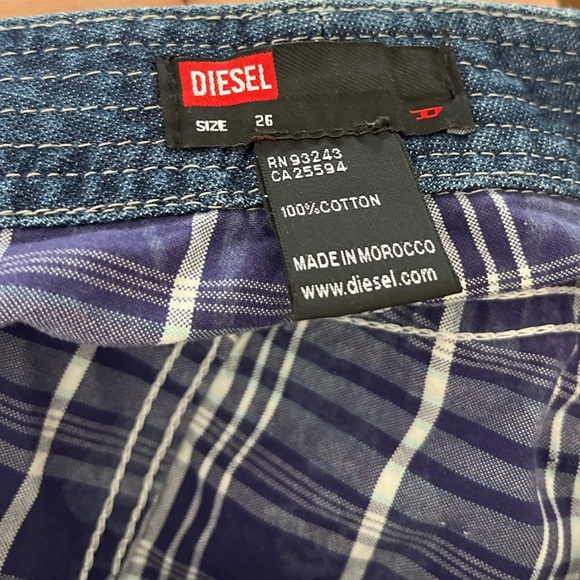 DIESEL
SIZE 26
RN 93243
CA25594
100%COTTON
MADE IN MOROCCO
www.diesel.com